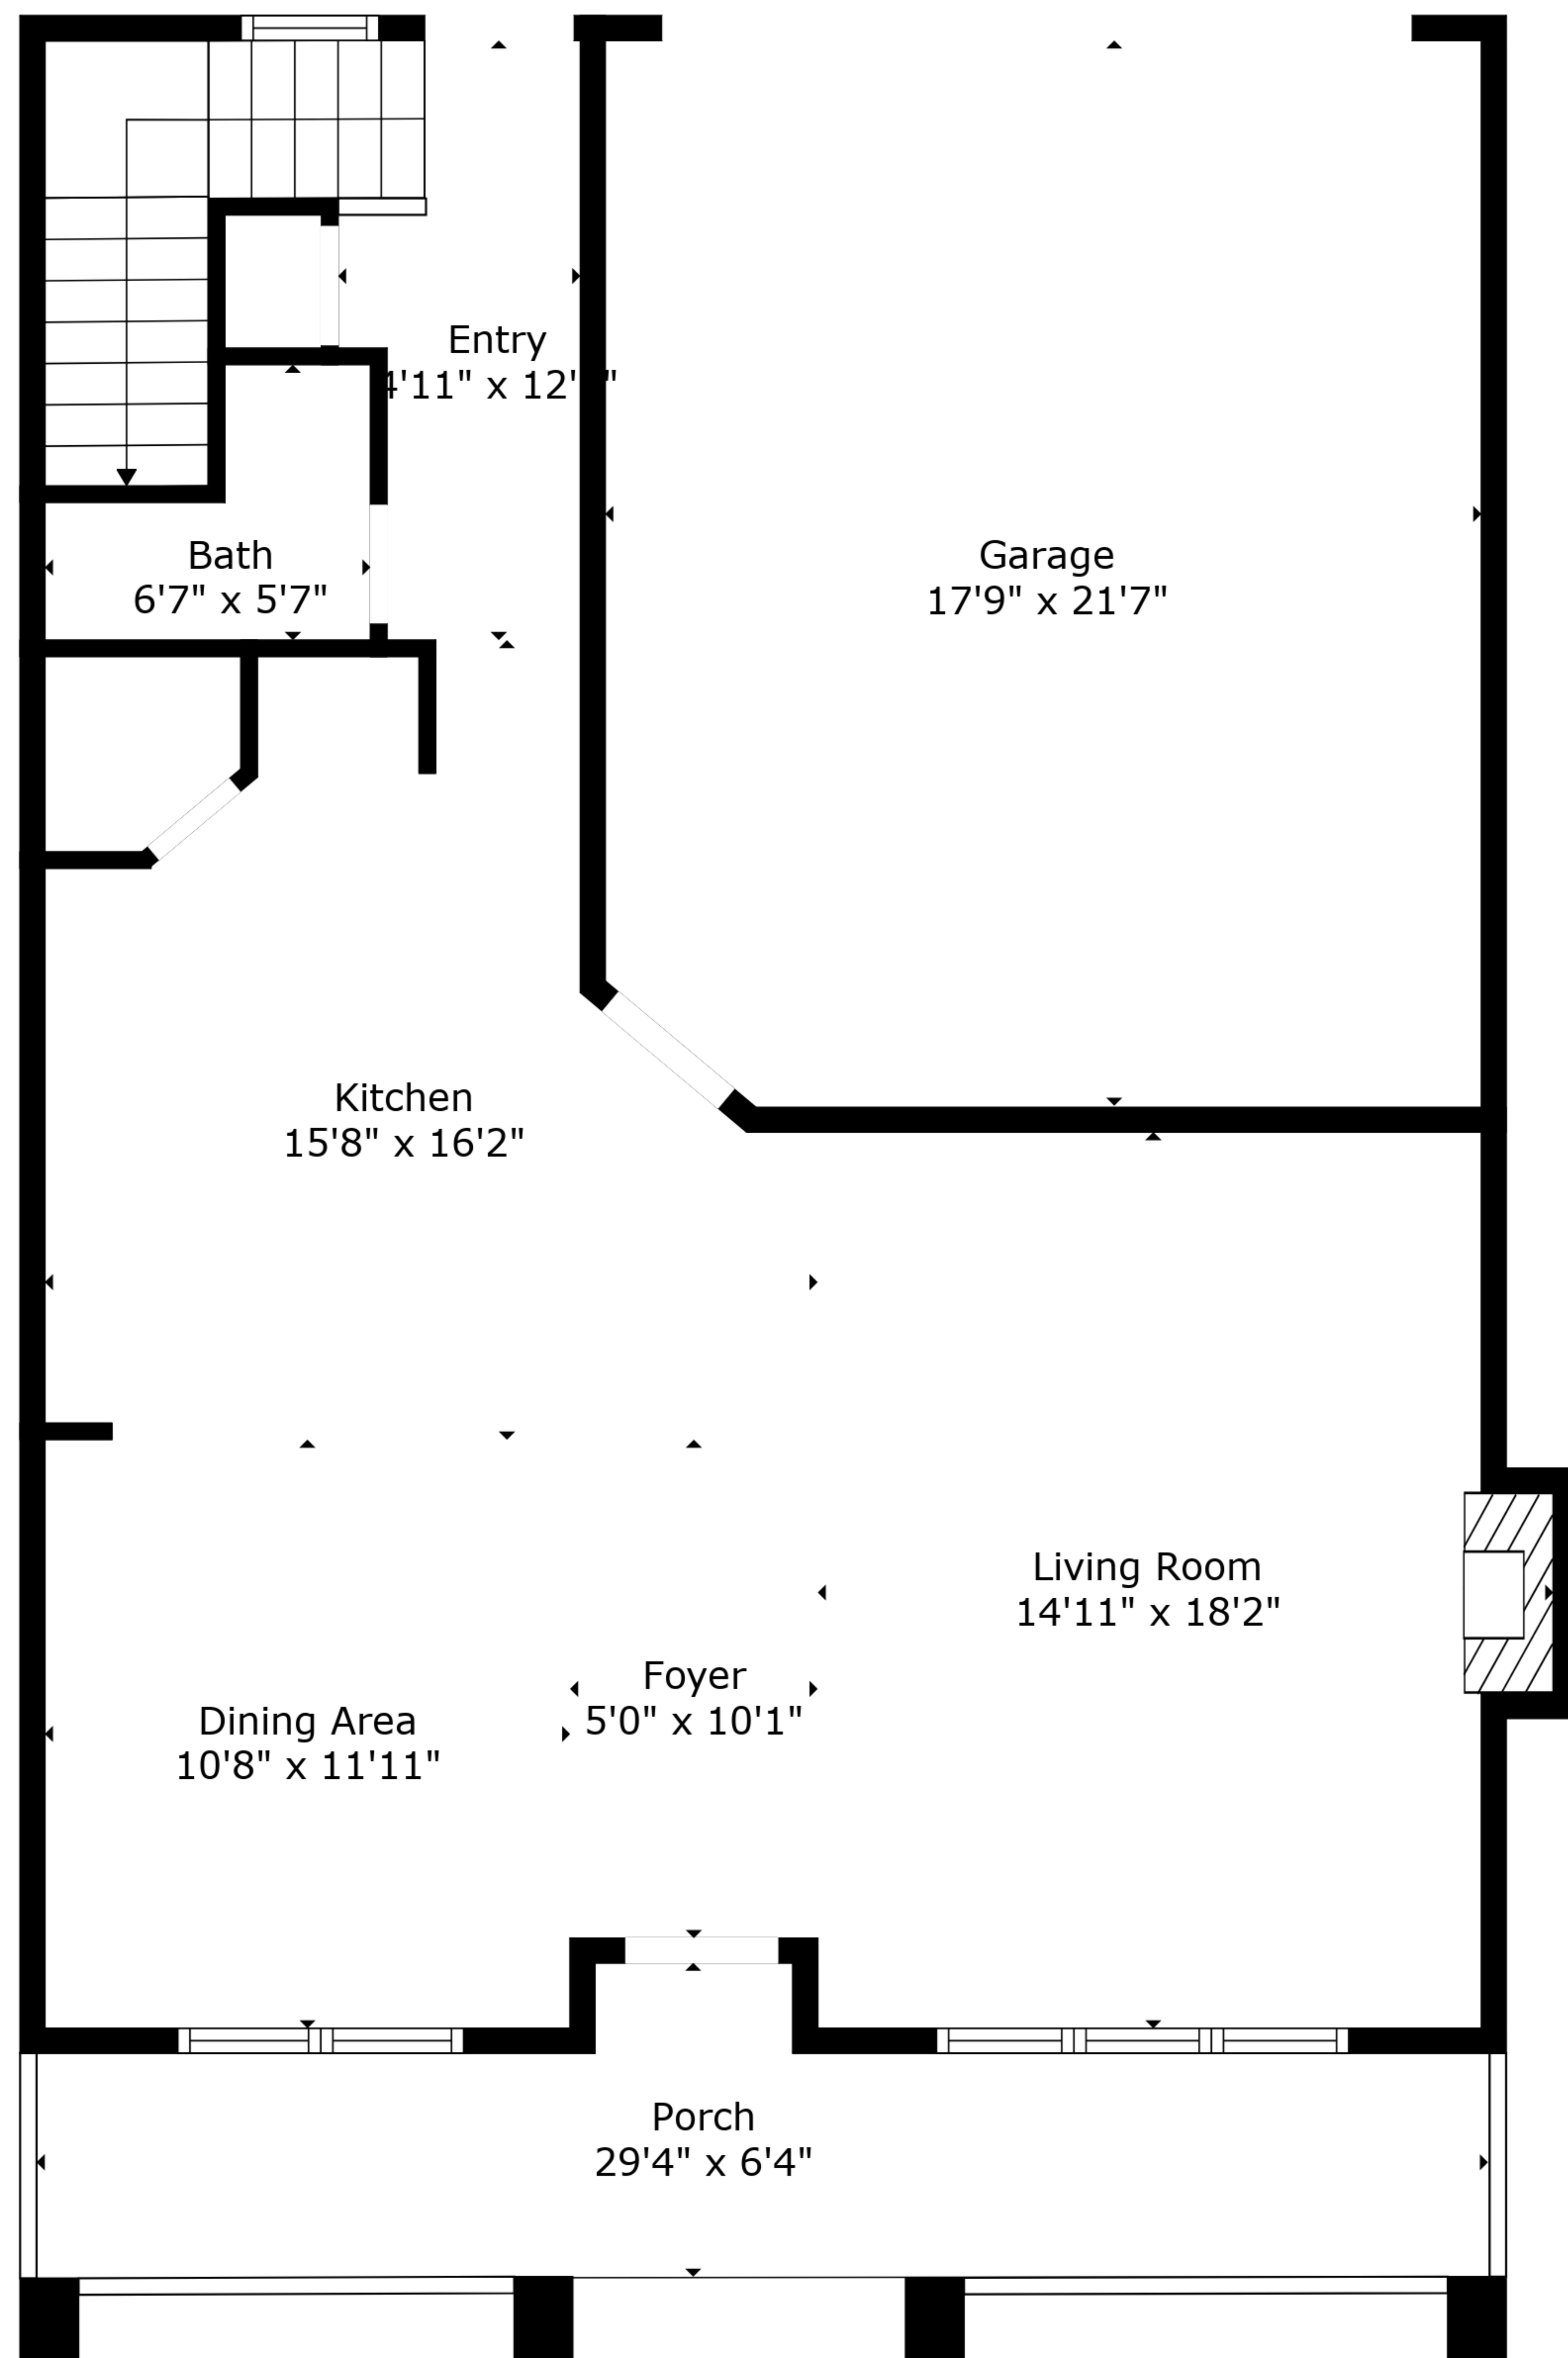 Entry
4'11" x
Bath
6'7" x 5'7"
Garage
17'9" x 21'7"
Kitchen
15'8" x 16'2"
Living Room
14'11" x 18'2"
Foyer
5'0" x 10'1"
Dining Area
10'8" x 11'11"
Porch
29'4" x 6'4"